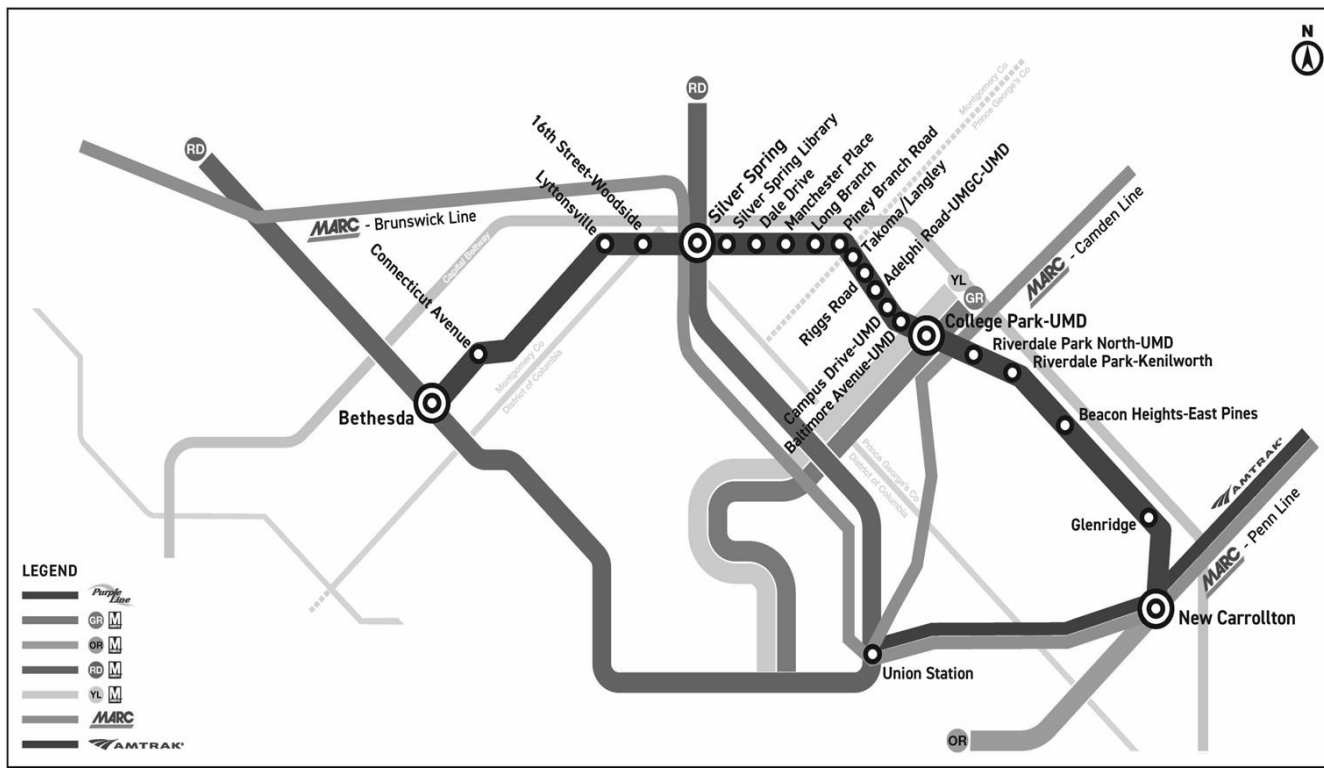 N
RD
RD
16th Street-Woodside
Lyttonsville
Silver Spring
Silver Spring Library
Dale Drive
Manchester Place
Long Branch
Piney Branch Road
Takoma/Langley
Adelphi Road-UMGC-UMD
Montgomery Co
Prince George's Co
MARC - Brunswick Line
Capital Beltway
Connecticut Avenue
MARC - Camden Line
YL
GR
Riggs Road
Campus Drive-UMD
Baltimore Avenue-UMD
College Park-UMD
Riverdale Park North-UMD
Riverdale Park-Kenilworth
Montgomery Co
District of Columbia
Bethesda
Beacon Heights-East Pines
Prince George's Co
District of Columbia
AMTRAK
Glenridge
MARC - Penn Line
New Carrollton
Union Station
OR
LEGEND
Purple Line
GR M
OR M
RD M
YL M
MARC
AMTRAK